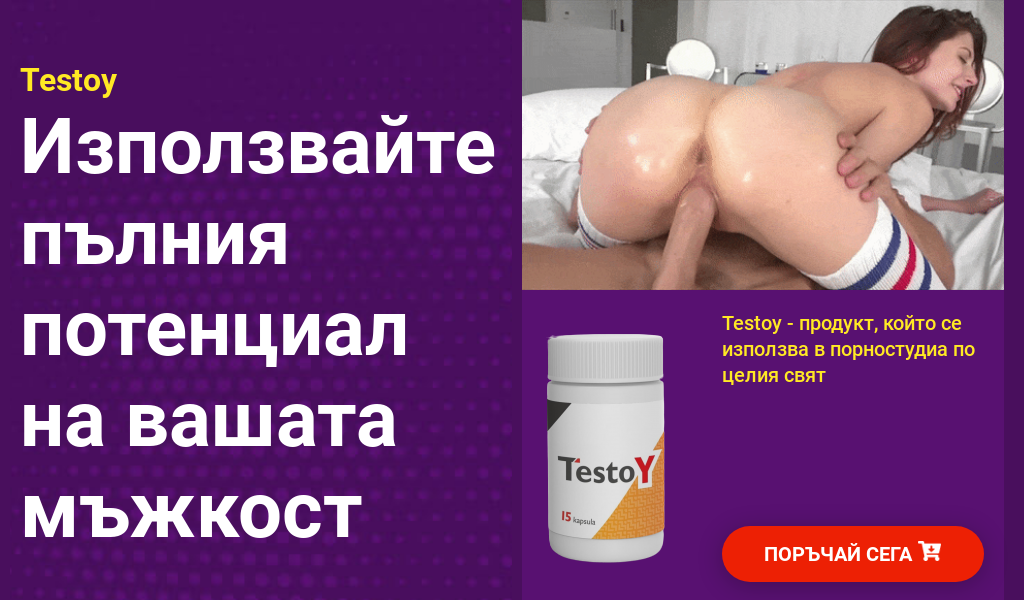 Testoy
Използвайте
пълния
потенциал
на вашата
мъжкост
Testoy - продукт, който се
използва в порностудиа по
целия свят
TestoY
15 kapsula
ПОРЪЧАЙ СЕГА